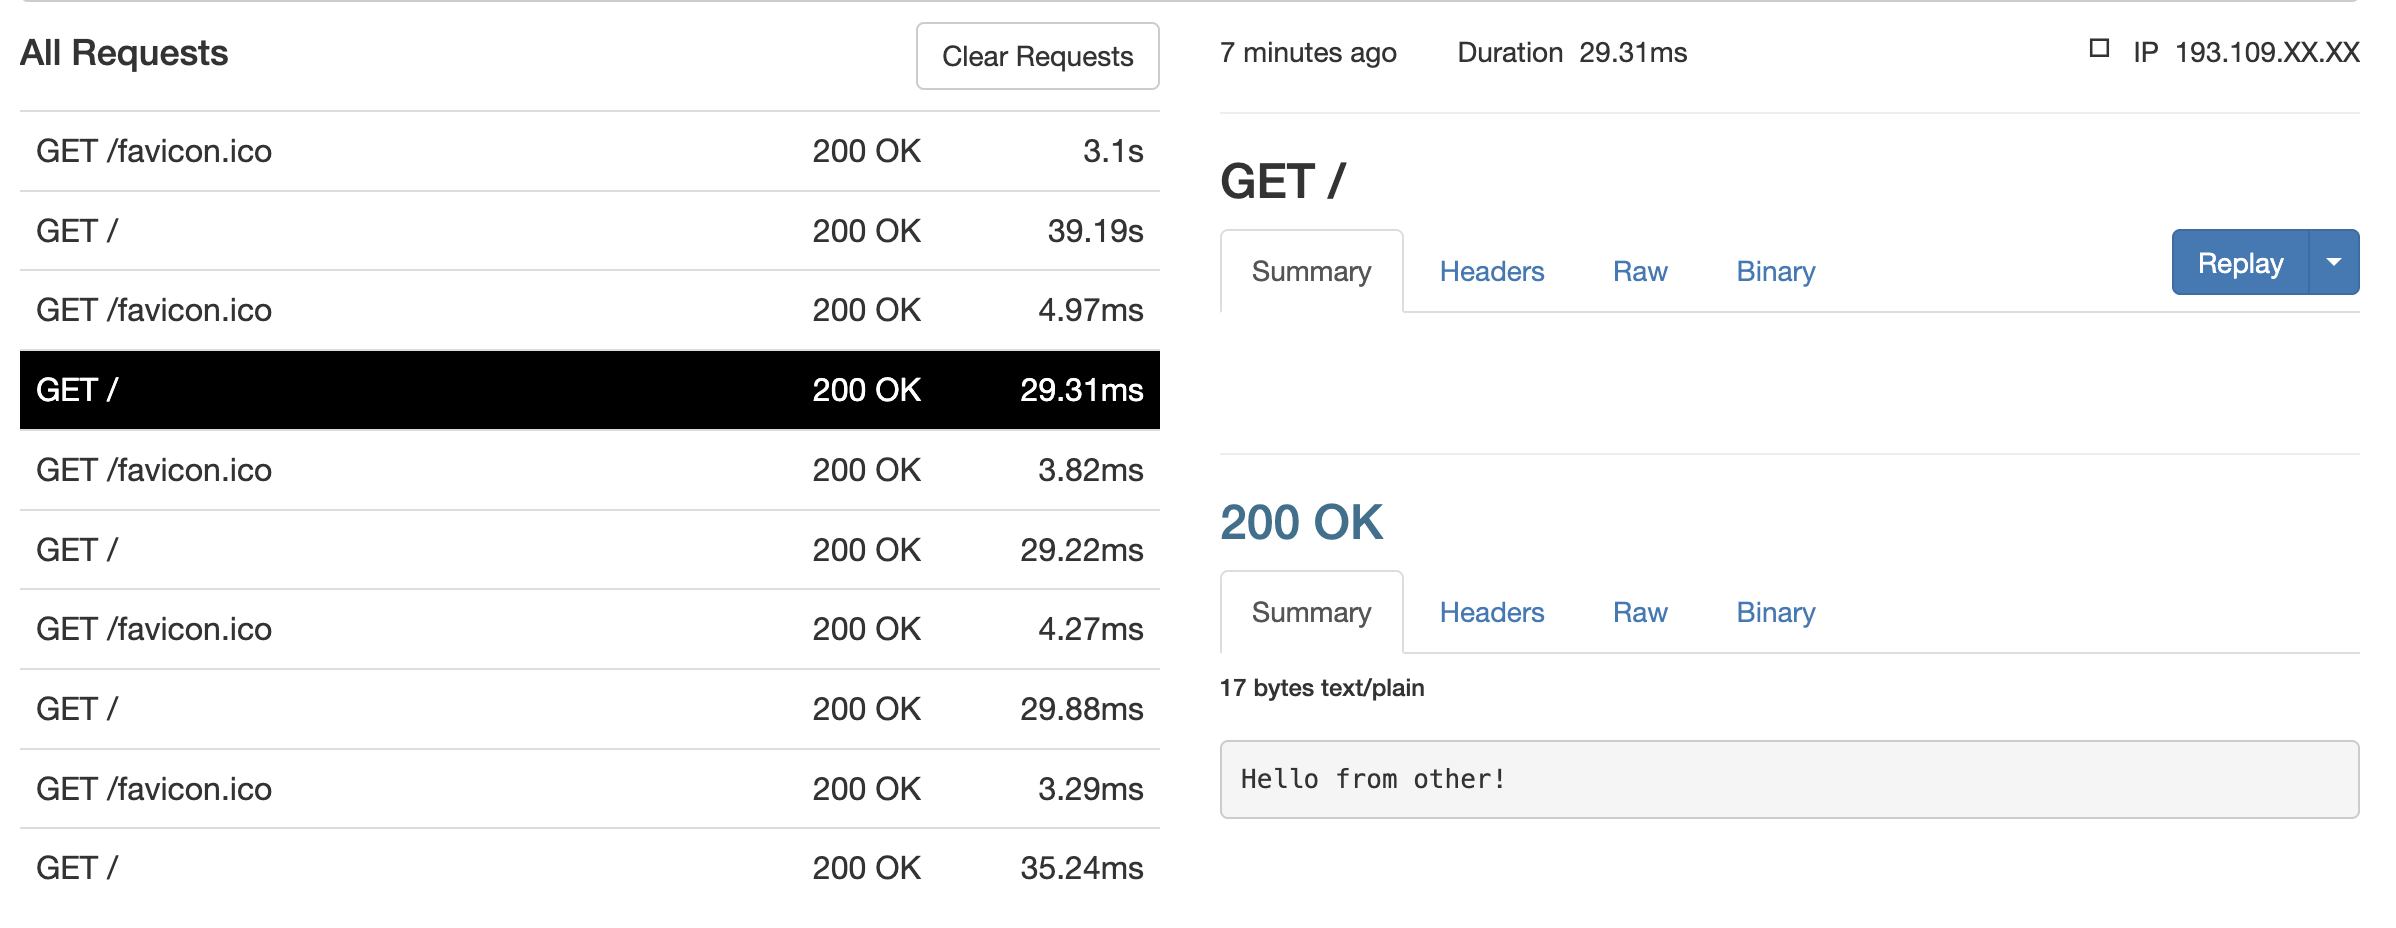 All Requests
Clear Requests
GET /favicon.ico 200 OK 3.1s
GET / 200 OK 39.19s
GET /favicon.ico 200 OK 4.97ms
GET / 200 OK 29.31ms
GET /favicon.ico 200 OK 3.82ms
GET / 200 OK 29.22ms
GET /favicon.ico 200 OK 4.27ms
GET / 200 OK 29.88ms
GET /favicon.ico 200 OK 3.29ms
GET / 200 OK 35.24ms
7 minutes ago Duration 29.31ms IP 193.109.XX.XX
GET /
Summary Headers Raw Binary Replay
200 OK
Summary Headers Raw Binary
17 bytes text/plain
Hello from other!